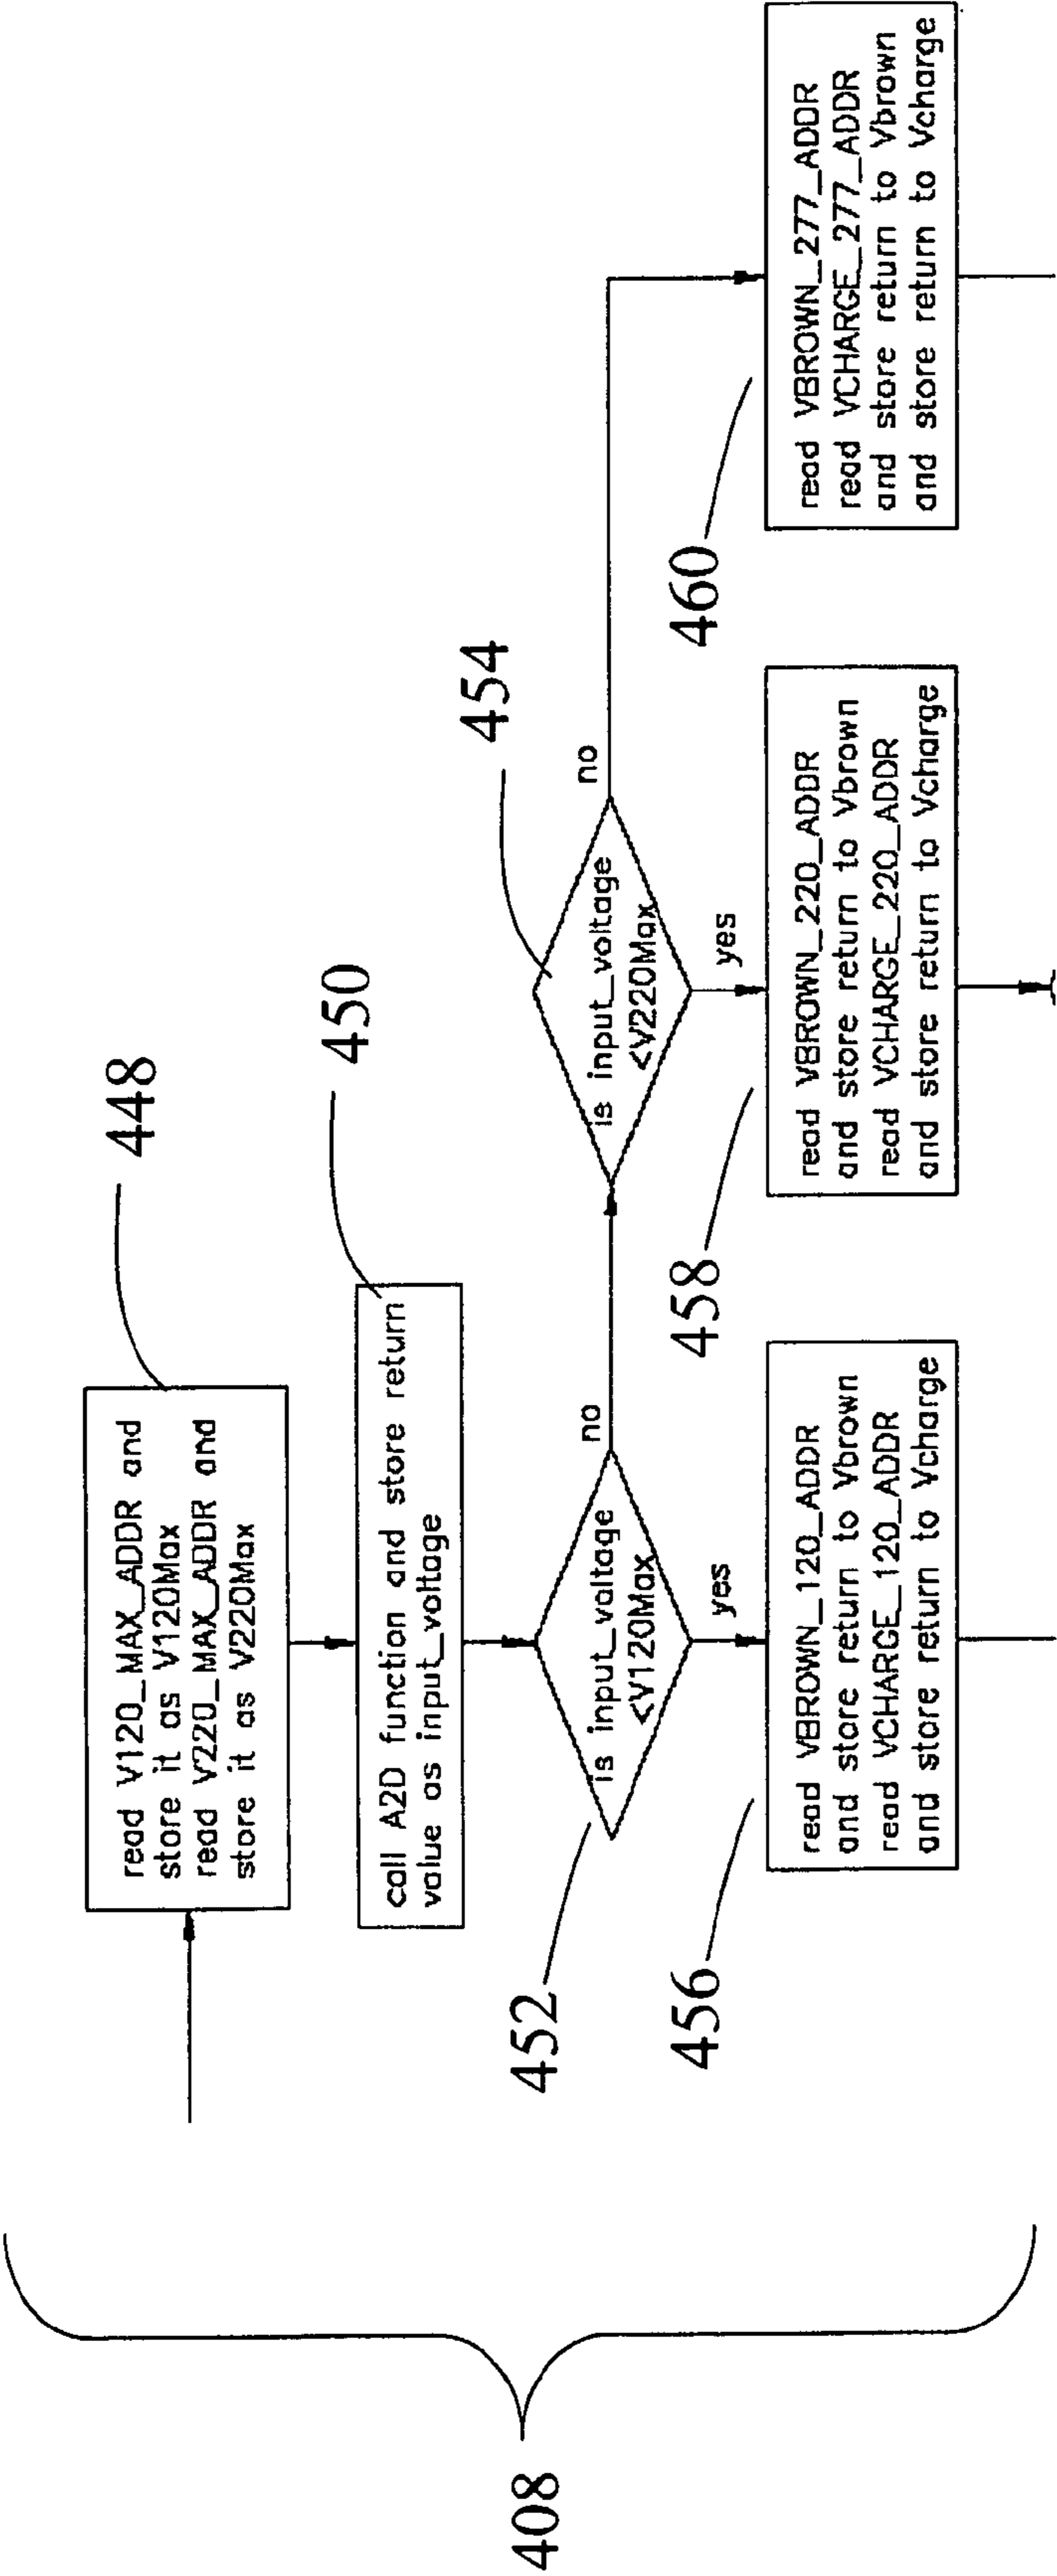 448
read V120_MAX_ADDR and
store it as V120Max
read V220_MAX_ADDR and
store it as V220Max
450
call A2D function and store return
value as input_voltage
452
is input_voltage
<V120Max
no
yes
454
is input_voltage
<V220Max
no
yes
456
read VBROWN_120_ADDR
and store return to Vbrown
read VCHARGE_120_ADDR
and store return to Vcharge
458
read VBROWN_220_ADDR
and store return to Vbrown
read VCHARGE_220_ADDR
and store return to Vcharge
460
read VBROWN_277_ADDR
read VCHARGE_277_ADDR
and store return to Vbrown
and store return to Vcharge
408